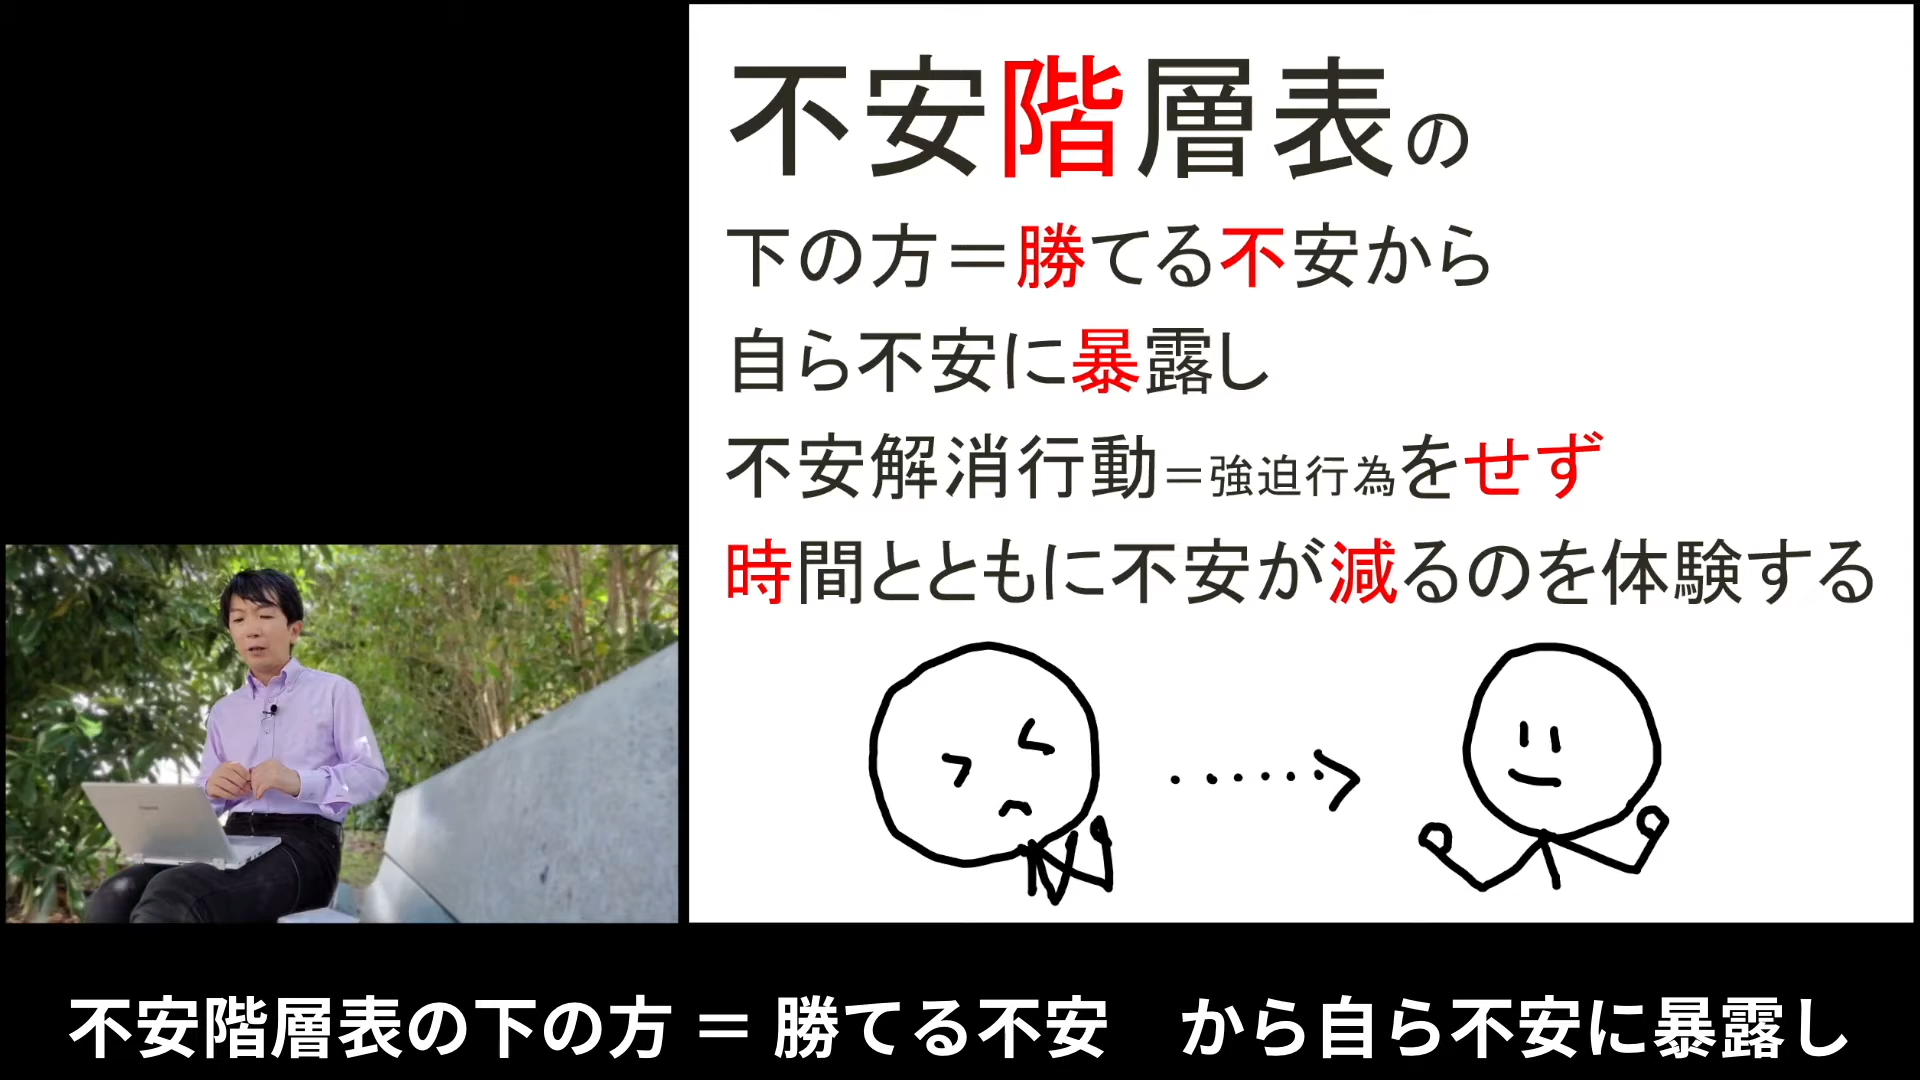 不安階層表の
下の方＝勝てる不安から
自ら不安に暴露し
不安解消行動＝強迫行為をせず
時間とともに不安が減るのを体験する
不安階層表の下の方 ＝ 勝てる不安　から自ら不安に暴露し